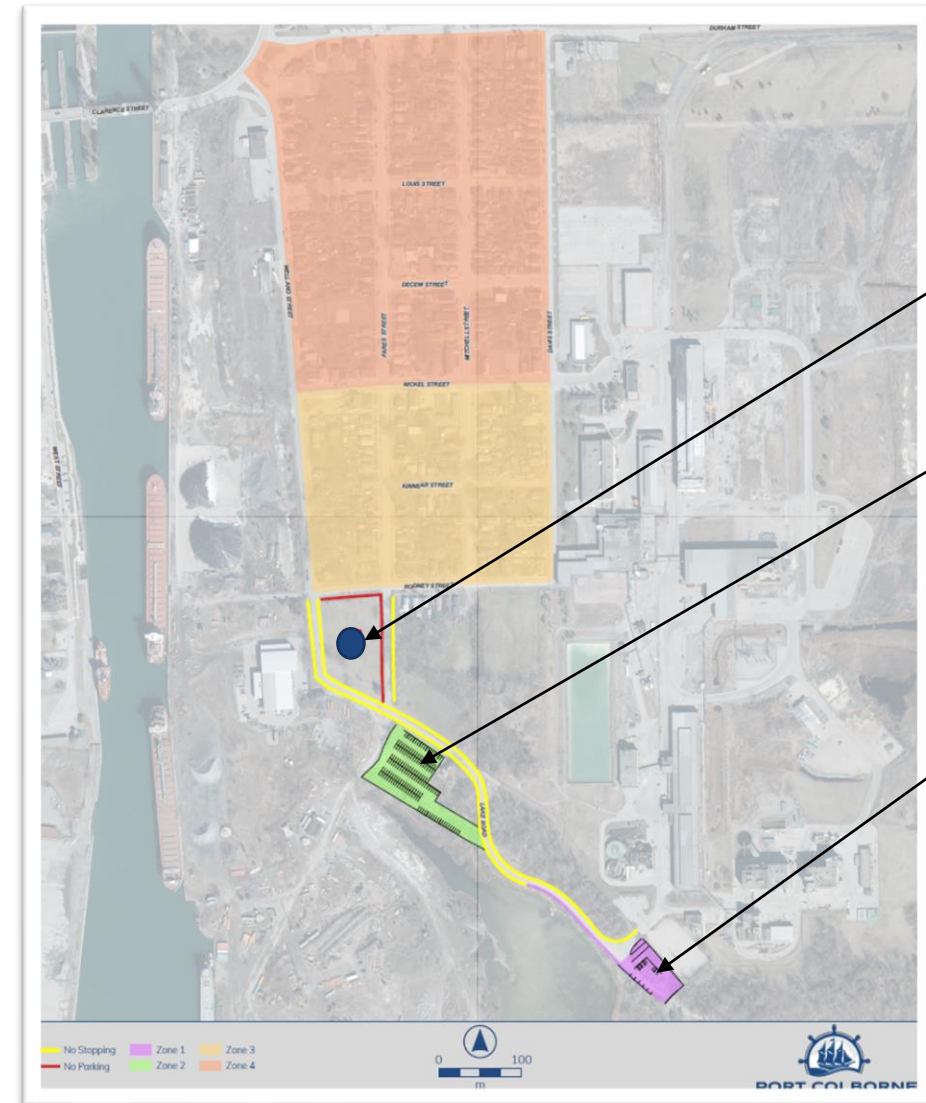 DURHAM STREET
CLARENCE STREET
LOUIS STREET
WELLAND STREET
DECEW STREET
FARES STREET
MITCHELL STREET
DAVIS STREET
NICKEL STREET
WEST STREET
KINNEAR STREET
RODNEY STREET
LAKE ROAD
No Stopping
No Parking
Zone 1
Zone 2
Zone 3
Zone 4
0 100
m
PORT COLBORNE